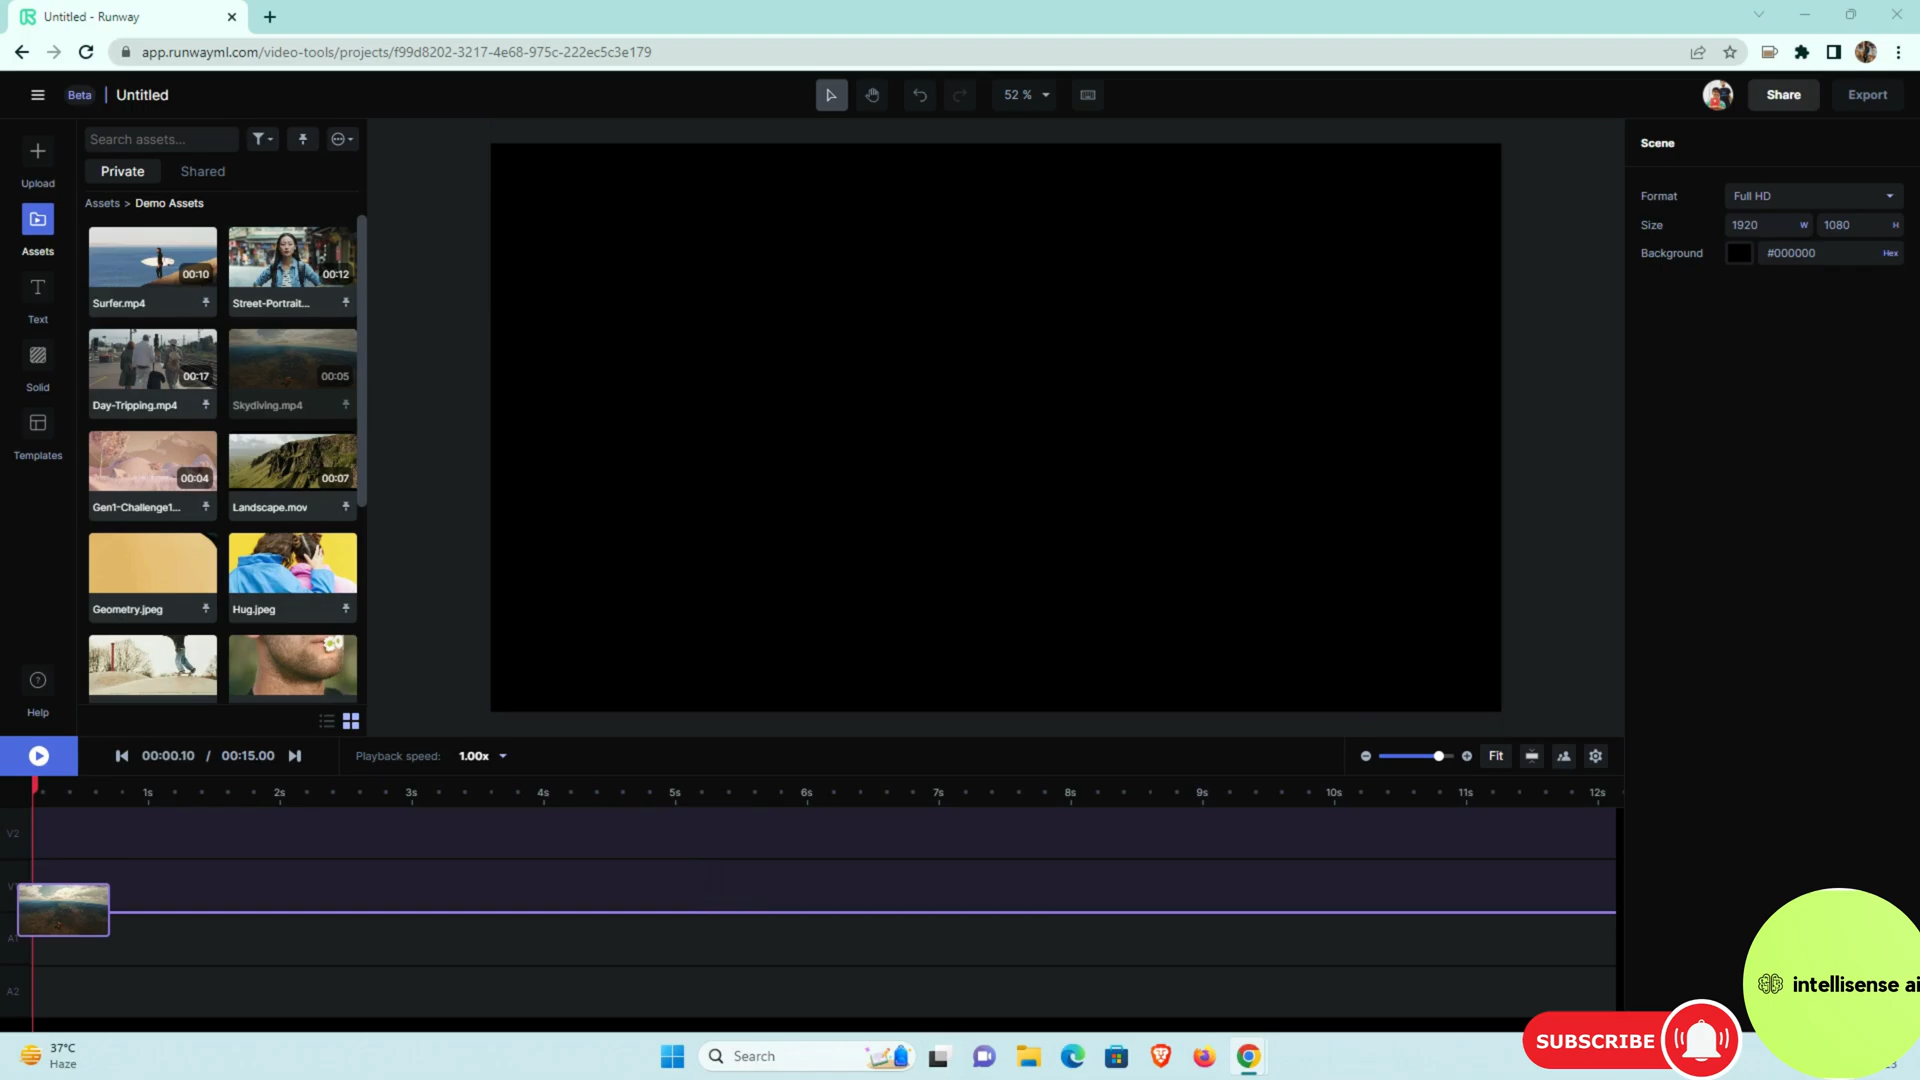 Untitled - Runway
app.runwayml.com/video-tools/projects/f99d8202-3217-4e68-975c-222ec5c3e179
Beta
Untitled
52 %
Share
Export
Search assets...
Private
Shared
Assets > Demo Assets
Upload
Assets
Text
Solid
Templates
Help
00:10
00:12
Surfer.mp4
Street-Portrait...
00:17
00:05
Day-Tripping.mp4
Skydiving.mp4
00:04
00:07
Gen1-Challenge1...
Landscape.mov
Geometry.jpeg
Hug.jpeg
Scene
Format
Full HD
Size
1920 W
1080 H
Background
#000000 Hex
00:00.10 / 00:15.00
Playback speed: 1.00x
Fit
1s 2s 3s 4s 5s 6s 7s 8s 9s 10s 11s 12s
V2
A2
intellisense ai
SUBSCRIBE
37°C
Haze
Search